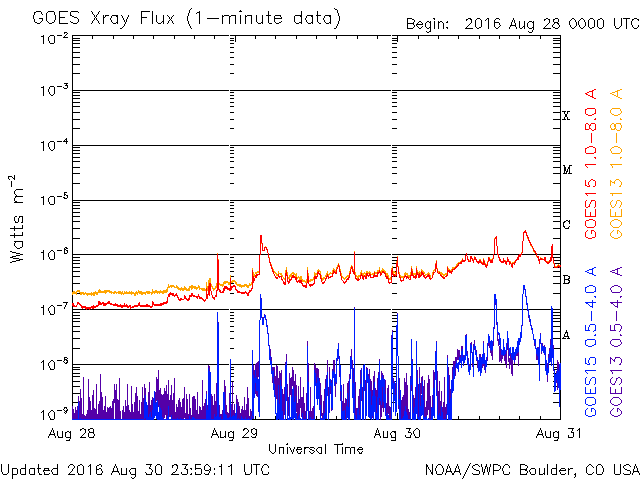 GOES Xray Flux (1-minute data)
Begin: 2016 Aug 28 0000 UTC
10⁻²
10⁻³
10⁻⁴
10⁻⁵
10⁻⁶
10⁻⁷
10⁻⁸
10⁻⁹
Watts m⁻²
X
M
C
B
A
GOES15 1.0-8.0 A
GOES13 1.0-8.0 A
GOES15 0.5-4.0 A
GOES13 0.5-4.0 A
Aug 28
Aug 29
Aug 30
Aug 31
Universal Time
Updated 2016 Aug 30 23:59:11 UTC
NOAA/SWPC Boulder, CO USA